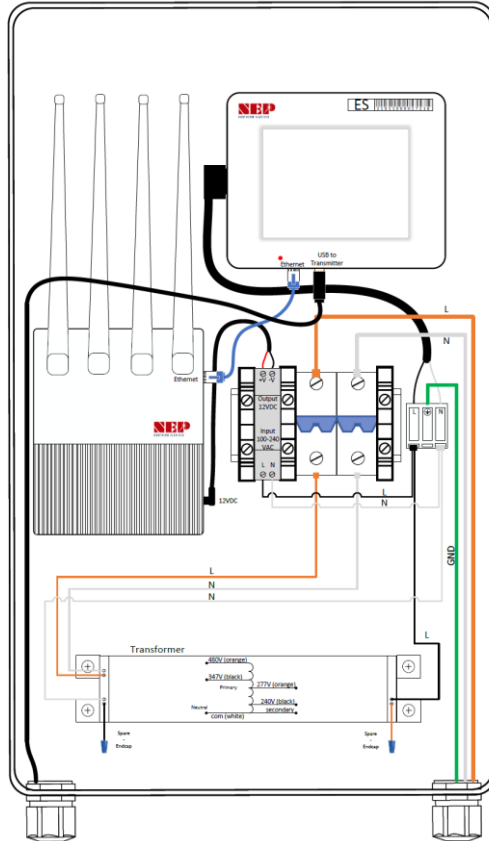 NEP
ES
Ethernet
USB to
Transmitter
L
N
Ethernet
+V -V
Output
12VDC
L
N
NEP
Input
100-240
VAC
L N
12VDC
L
N
GND
L
N
N
L
Transformer
480V (orange)
347V (black)
Primary
277V (orange)
240V (black)
Neutral
secondary
com (white)
Spare
-
Endcap
Spare
-
Endcap